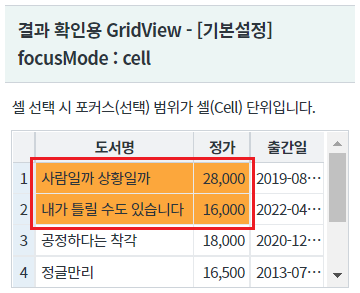 결과 확인용 GridView - [기본설정]
focusMode : cell
셀 선택 시 포커스(선택) 범위가 셀(Cell) 단위입니다.
도서명 정가 출간일
1 사람일까 상황일까 28,000 2019-08…
2 내가 틀릴 수도 있습니다 16,000 2022-04…
3 공정하다는 착각 18,000 2020-12…
4 정글만리 16,500 2013-07…